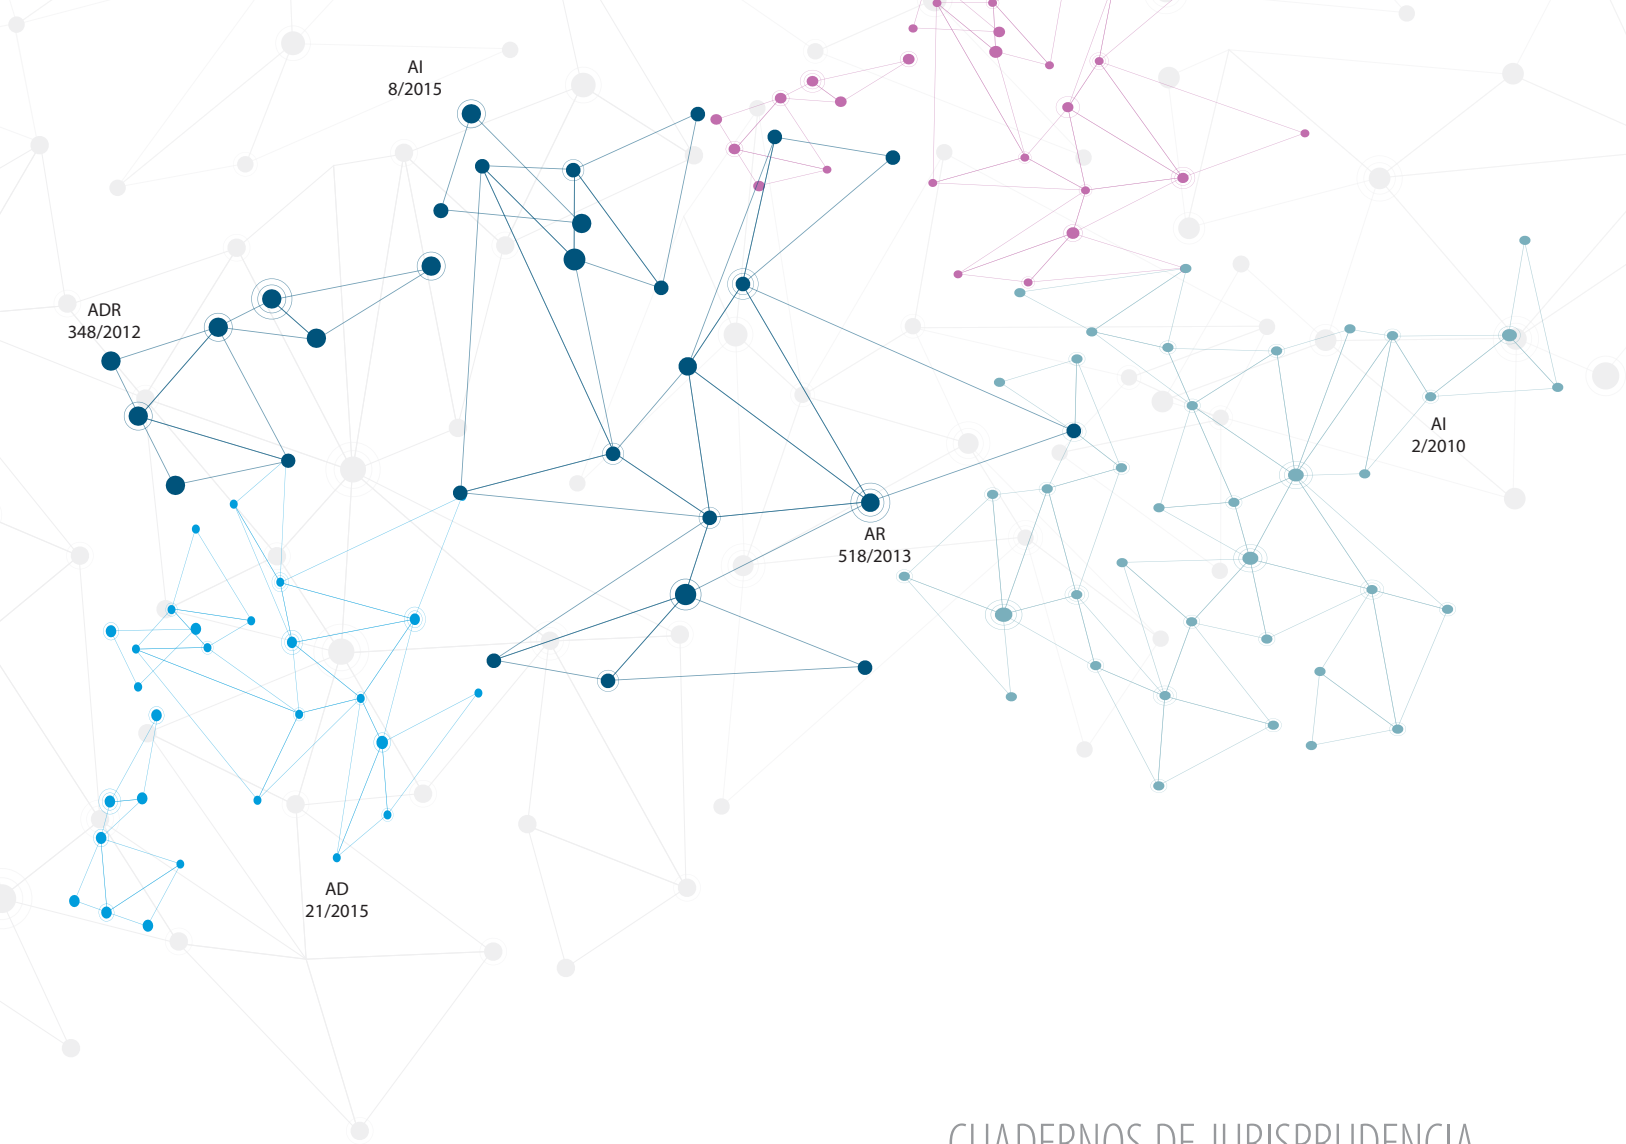 AI
8/2015
ADR
348/2012
AI
2/2010
AR
518/2013
AD
21/2015
CUADERNOS DE JURISPRUDENCIA